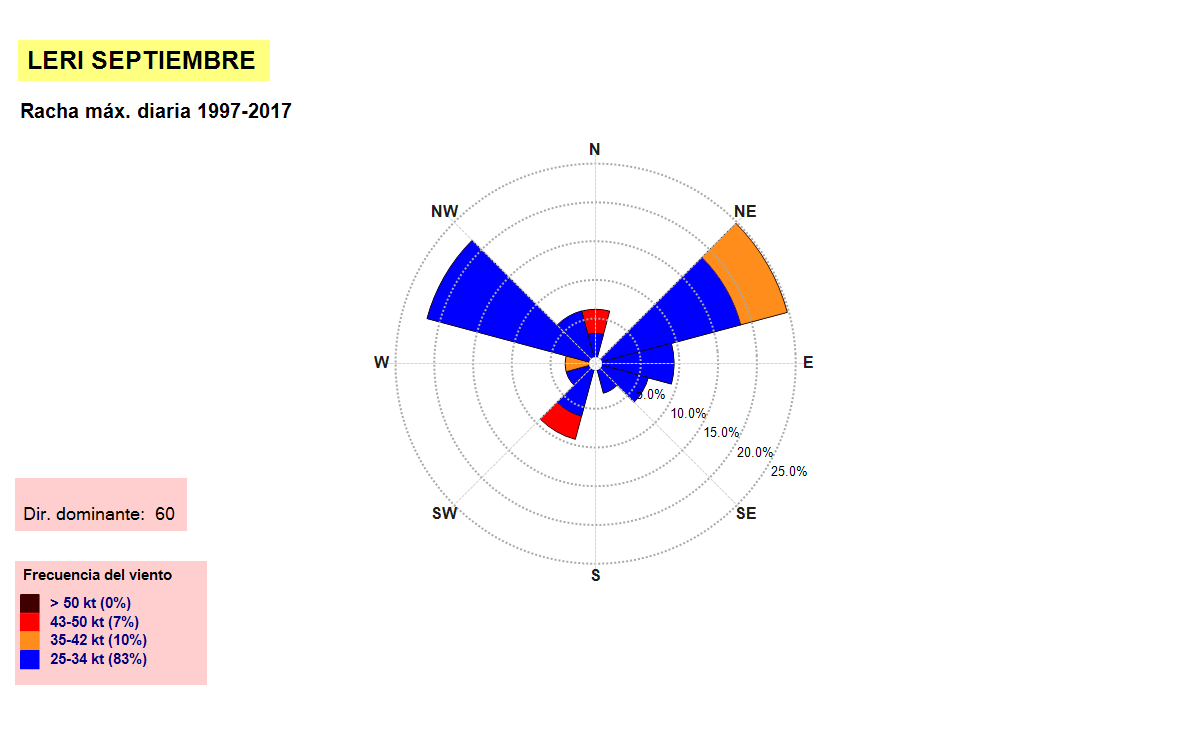 LERI SEPTIEMBRE
Racha máx. diaria 1997-2017
N
NW
NE
W
E
5.0%
10.0%
15.0%
20.0%
25.0%
SW
SE
S
Dir. dominante: 60
Frecuencia del viento
> 50 kt (0%)
43-50 kt (7%)
35-42 kt (10%)
25-34 kt (83%)